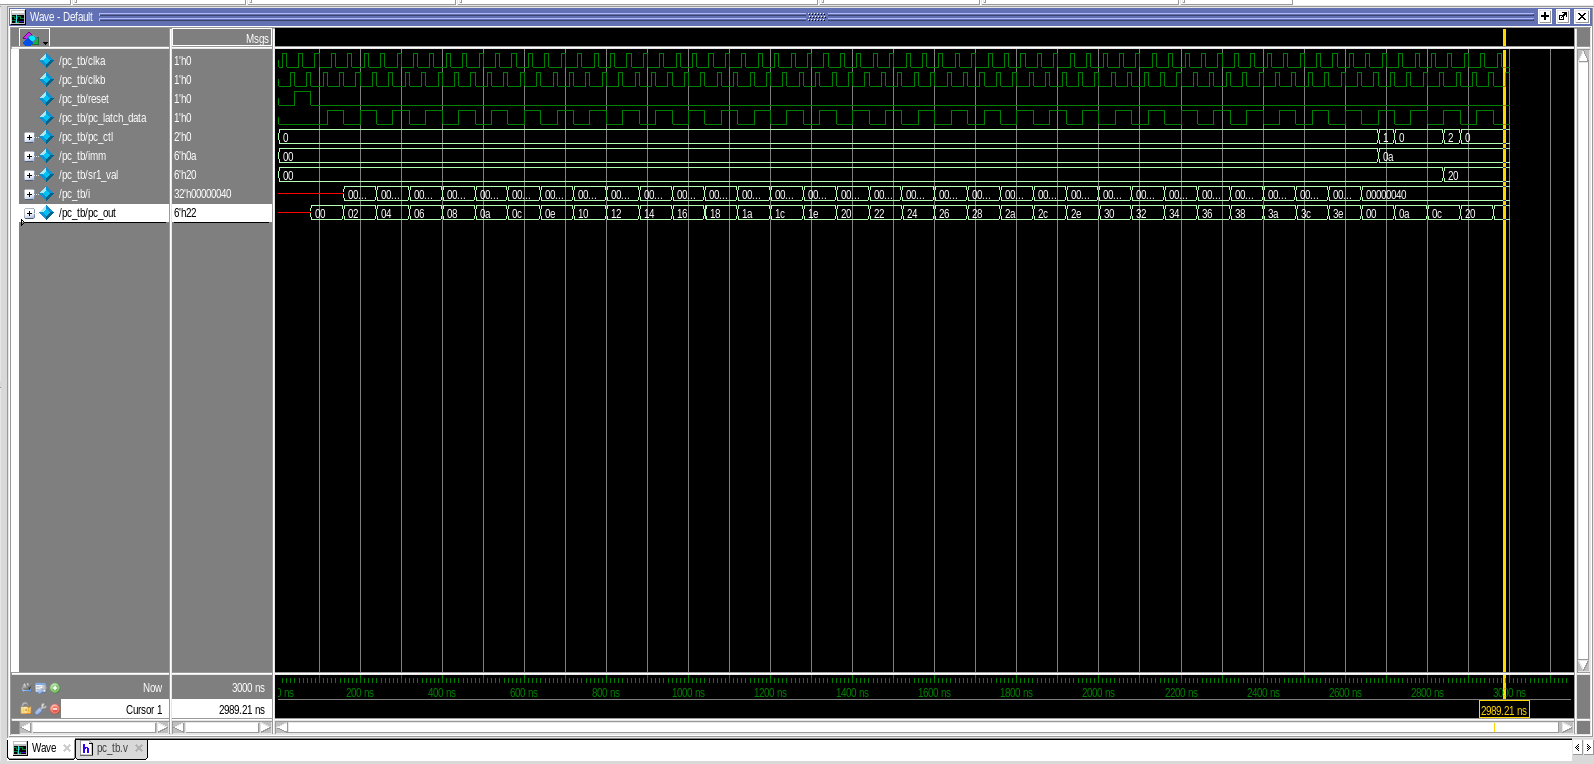 Wave - Default
Msgs
/pc_tb/clka 1'h0
/pc_tb/clkb 1'h0
/pc_tb/reset 1'h0
/pc_tb/pc_latch_data 1'h0
/pc_tb/pc_ctl 2'h0 0 1 0 2 0
/pc_tb/imm 6'h0a 00 0a
/pc_tb/sr1_val 6'h20 00 20
/pc_tb/i 32'h00000040 00... 00... 00... 00... 00... 00... 00... 00... 00... 00... 00... 00... 00... 00... 00... 00... 00... 00... 00... 00... 00... 00... 00... 00... 00... 00... 00... 00... 00... 00... 00... 00000040
/pc_tb/pc_out 6'h22 00 02 04 06 08 0a 0c 0e 10 12 14 16 18 1a 1c 1e 20 22 24 26 28 2a 2c 2e 30 32 34 36 38 3a 3c 3e 00 0a 0c 20
Now 3000 ns ns 200 ns 400 ns 600 ns 800 ns 1000 ns 1200 ns 1400 ns 1600 ns 1800 ns 2000 ns 2200 ns 2400 ns 2600 ns 2800 ns 3000 ns
Cursor 1 2989.21 ns 2989.21 ns
Wave h pc_tb.v